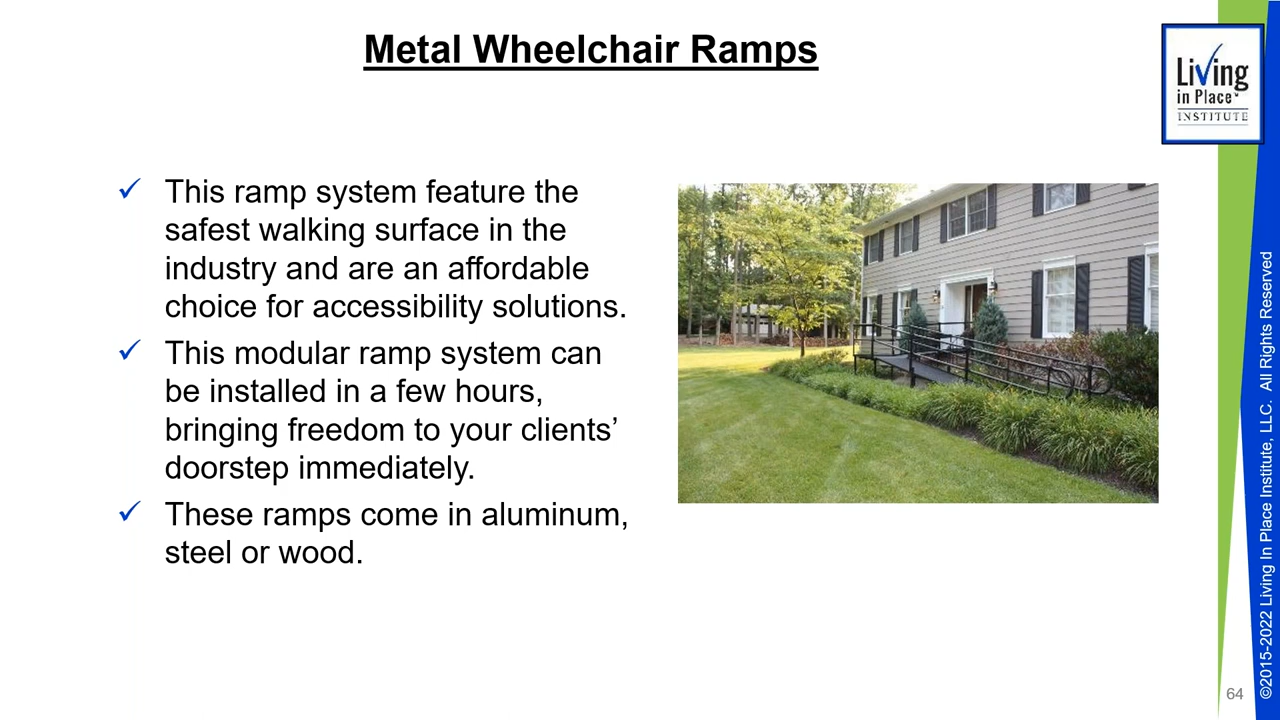 Metal Wheelchair Ramps
Living
in Place
INSTITUTE
This ramp system feature the
safest walking surface in the
industry and are an affordable
choice for accessibility solutions.
This modular ramp system can
be installed in a few hours,
bringing freedom to your clients’
doorstep immediately.
These ramps come in aluminum,
steel or wood.
©2015-2022 Living In Place Institute, LLC. All Rights Reserved
64